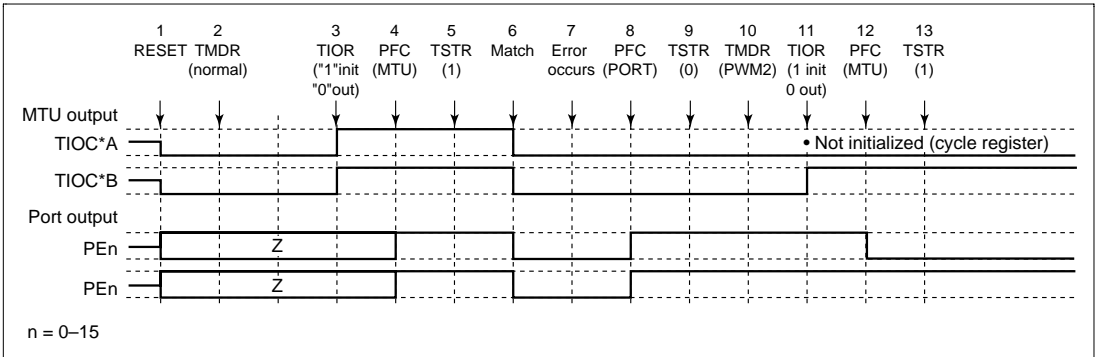 1 2 3 4 5 6 7 8 9 10 11 12 13
RESET TMDR TIOR PFC TSTR Match Error PFC TSTR TMDR TIOR PFC TSTR
(normal) ("1"init (MTU) (1) occurs (PORT) (0) (PWM2) (1 init (MTU) (1)
"0"out) 0 out)
MTU output
TIOC*A • Not initialized (cycle register)
TIOC*B
Port output
PEn Z
PEn Z
n = 0–15